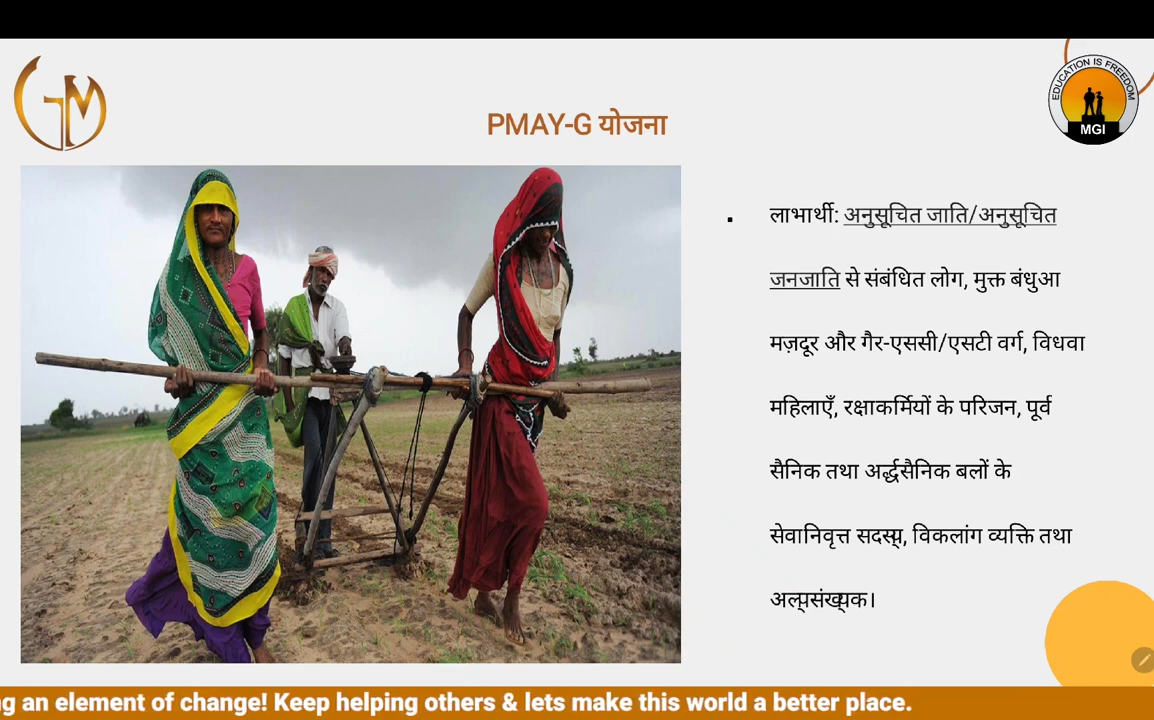 GM
EDUCATION IS FREEDOM
MGI
PMAY-G योजना
▪ लाभार्थी: अनुसूचित जाति/अनुसूचित
जनजाति से संबंधित लोग, मुक्त बंधुआ
मज़दूर और गैर-एससी/एसटी वर्ग, विधवा
महिलाएँ, रक्षाकर्मियों के परिजन, पूर्व
सैनिक तथा अर्द्धसैनिक बलों के
सेवानिवृत्त सदस्य, विकलांग व्यक्ति तथा
अल्पसंख्यक।
ng an element of change! Keep helping others & lets make this world a better place.